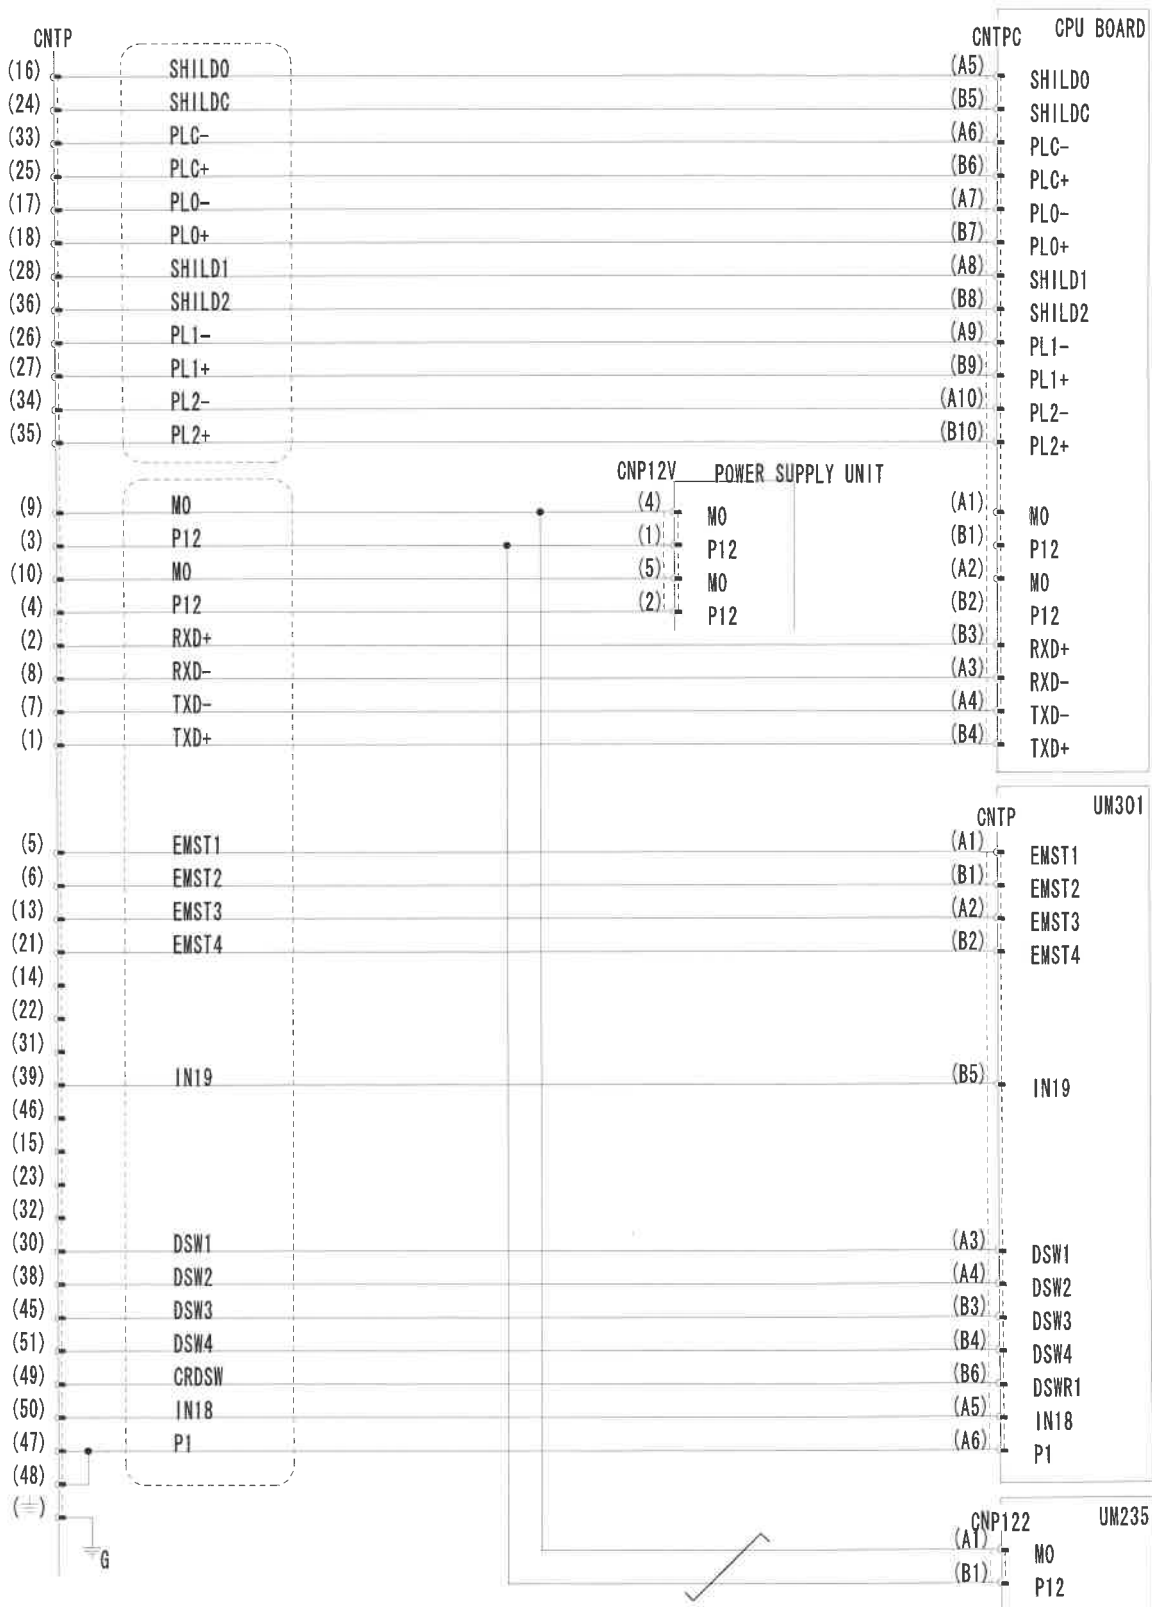 CPU BOARD
CNTP CNTPC
(16) SHILD0 (A5) SHILD0
(24) SHILDC (B5) SHILDC
(33) PLC- (A6) PLC-
(25) PLC+ (B6) PLC+
(17) PL0- (A7) PL0-
(18) PL0+ (B7) PL0+
(28) SHILD1 (A8) SHILD1
(36) SHILD2 (B8) SHILD2
(26) PL1- (A9) PL1-
(27) PL1+ (B9) PL1+
(34) PL2- (A10) PL2-
(35) PL2+ (B10) PL2+
CNP12V POWER SUPPLY UNIT
(9) M0 (4) M0 (A1) M0
(3) P12 (1) P12 (B1) P12
(10) M0 (5) M0 (A2) M0
(4) P12 (2) P12 (B2) P12
(2) RXD+ (B3) RXD+
(8) RXD- (A3) RXD-
(7) TXD- (A4) TXD-
(1) TXD+ (B4) TXD+
UM301
CNTP
(5) EMST1 (A1) EMST1
(6) EMST2 (B1) EMST2
(13) EMST3 (A2) EMST3
(21) EMST4 (B2) EMST4
(14)
(22)
(31)
(39) IN19 (B5) IN19
(46)
(15)
(23)
(32)
(30) DSW1 (A3) DSW1
(38) DSW2 (A4) DSW2
(45) DSW3 (B3) DSW3
(51) DSW4 (B4) DSW4
(49) CRDSW (B6) DSWR1
(50) IN18 (A5) IN18
(47) P1 (A6) P1
(48)
(⏚)
G
CNP122 UM235
(A1) M0
(B1) P12